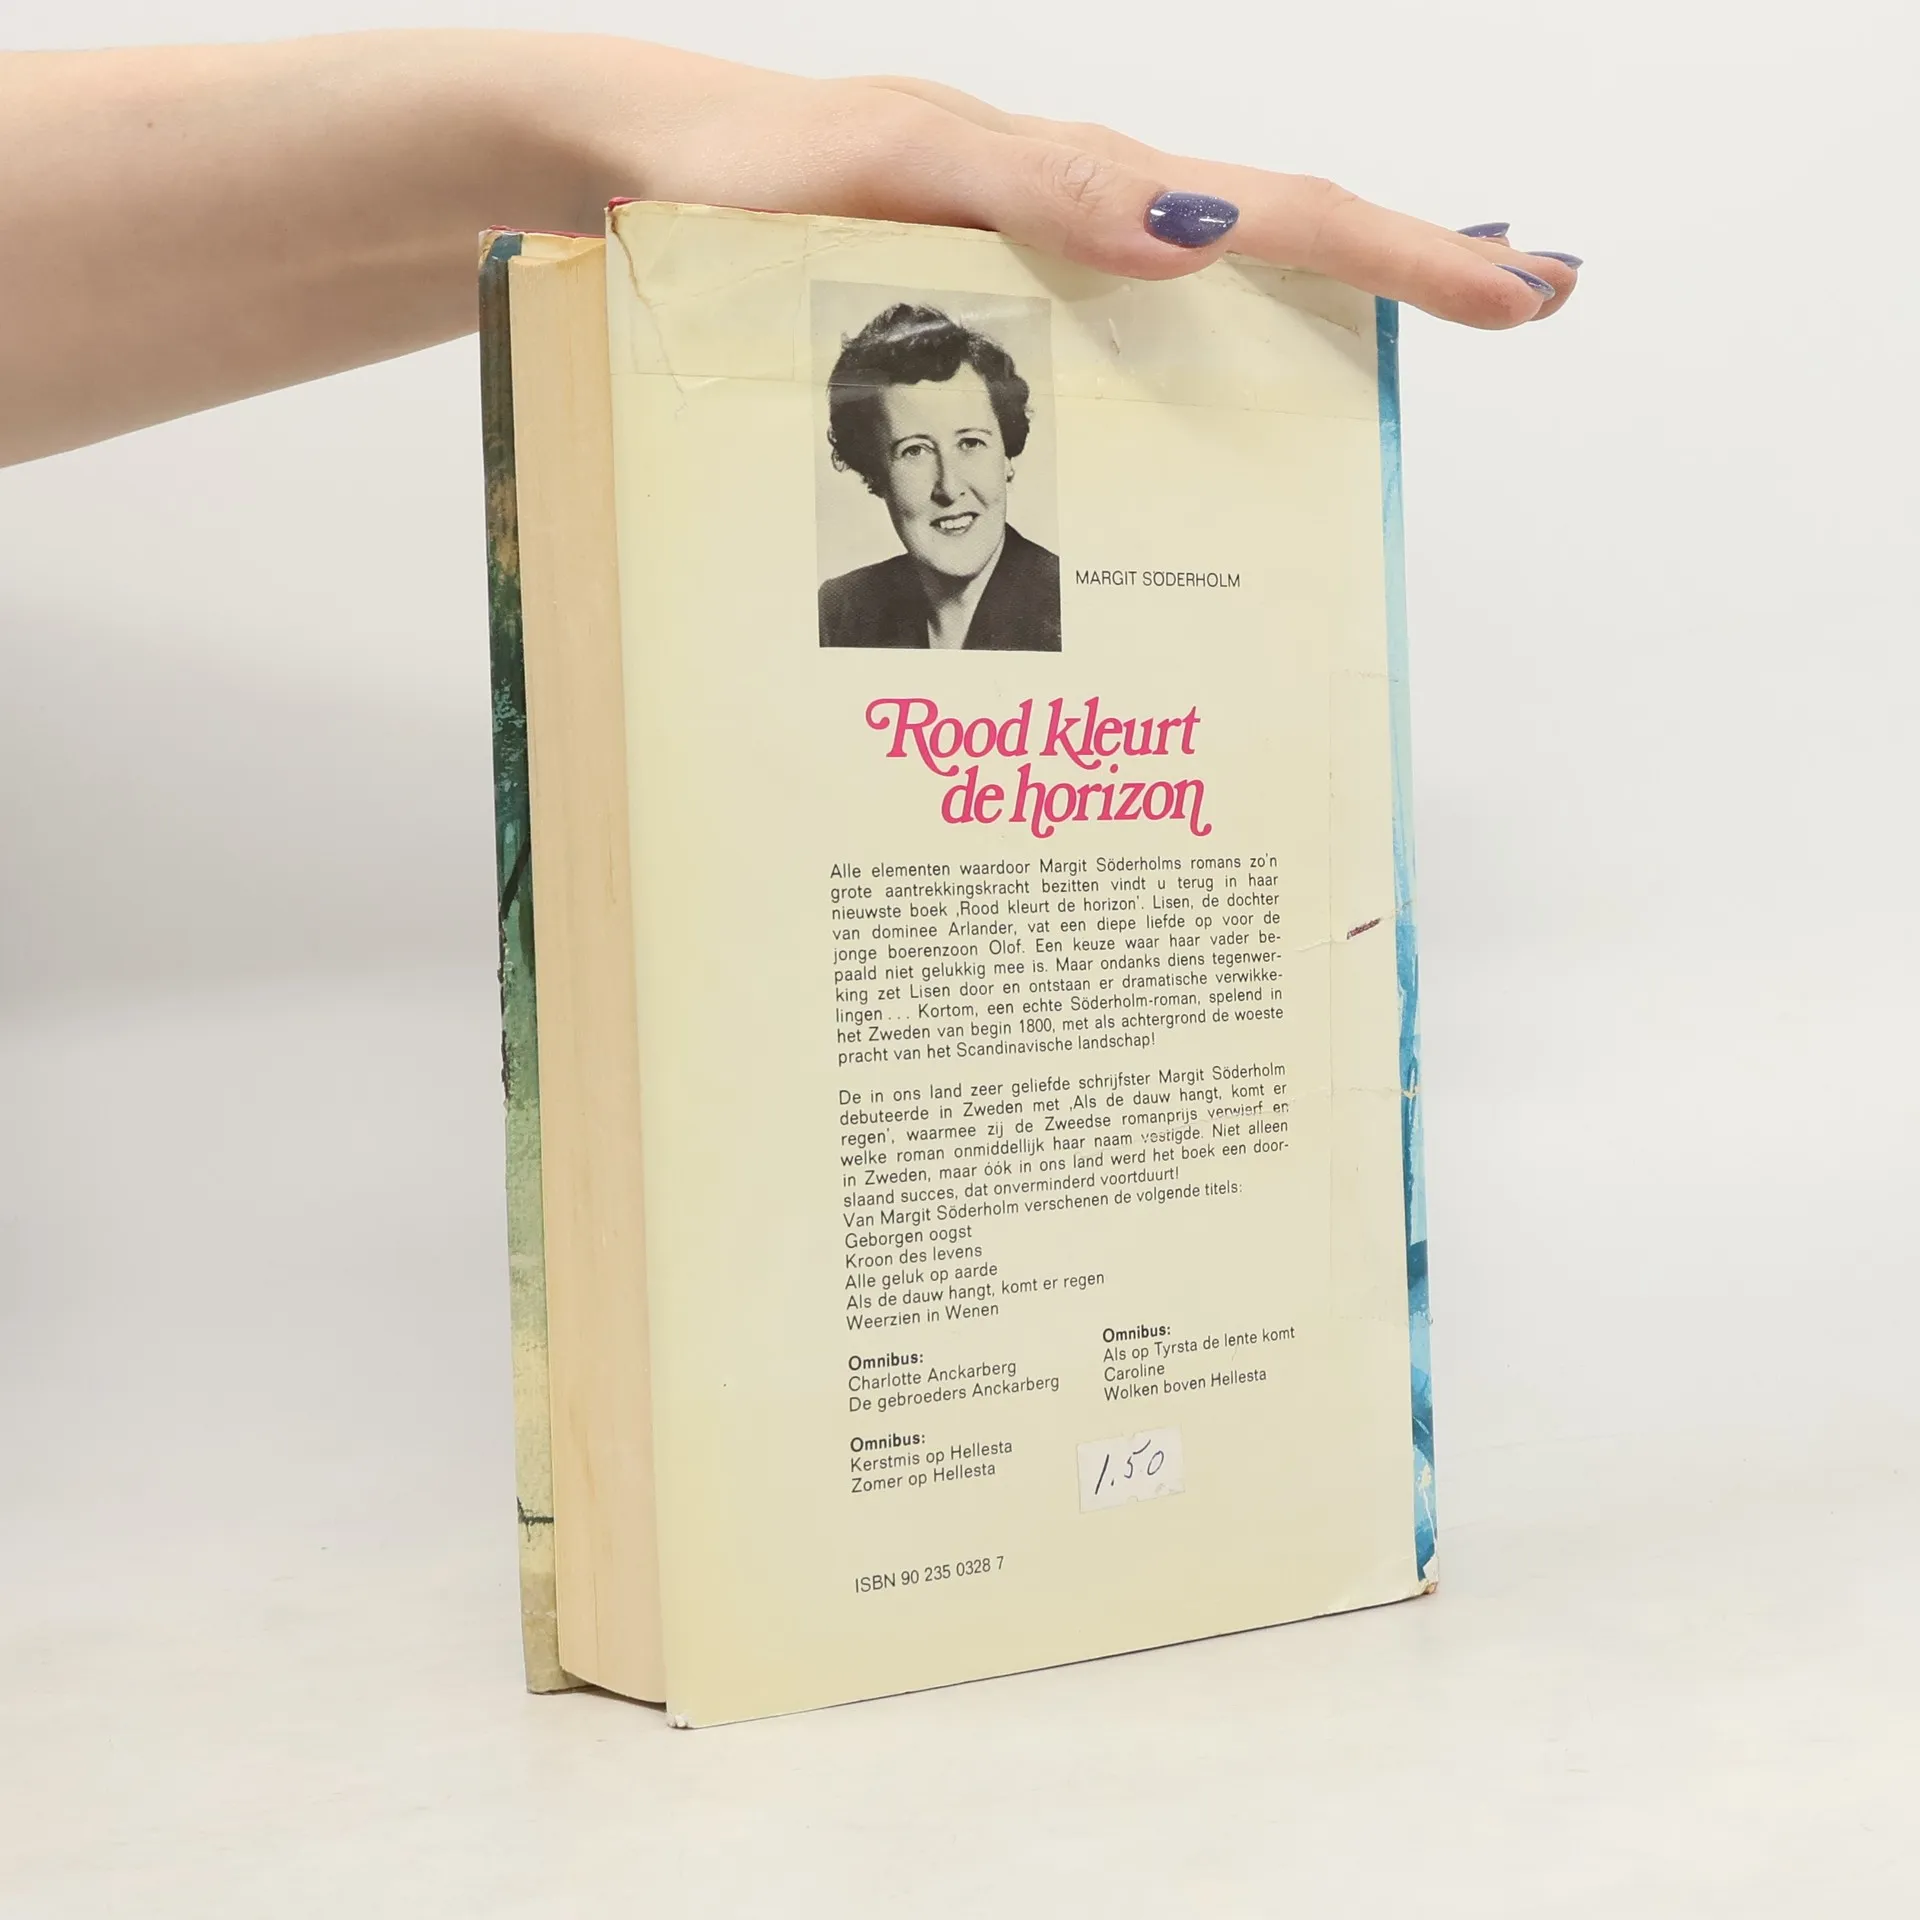 MARGIT SÖDERHOLM
Rood kleurt
de horizon
Alle elementen waardoor Margit Söderholms romans zo'n
grote aantrekkingskracht bezitten vindt u terug in haar
nieuwste boek ‚Rood kleurt de horizon'. Lisen, de dochter
van dominee Arlander, vat een diepe liefde op voor de
jonge boerenzoon Olof. Een keuze waar haar vader be-
paald niet gelukkig mee is. Maar ondanks diens tegenwer-
king zet Lisen door en ontstaan er dramatische verwikke-
lingen... Kortom, een echte Söderholm-roman, spelend in
het Zweden van begin 1800, met als achtergrond de woeste
pracht van het Scandinavische landschap!
De in ons land zeer geliefde schrijfster Margit Söderholm
debuteerde in Zweden met ‚Als de dauw hangt, komt er
regen', waarmee zij de Zweedse romanprijs verwierf en
welke roman onmiddellijk haar naam vestigde. Niet alleen
in Zweden, maar óók in ons land werd het boek een door-
slaand succes, dat onverminderd voortduurt!
Van Margit Söderholm verschenen de volgende titels:
Geborgen oogst
Kroon des levens
Alle geluk op aarde
Als de dauw hangt, komt er regen
Weerzien in Wenen
Omnibus:
Charlotte Anckarberg
De gebroeders Anckarberg
Omnibus:
Als op Tyrsta de lente komt
Caroline
Wolken boven Hellesta
Omnibus:
Kerstmis op Hellesta
Zomer op Hellesta
1.50
ISBN 90 235 0328 7